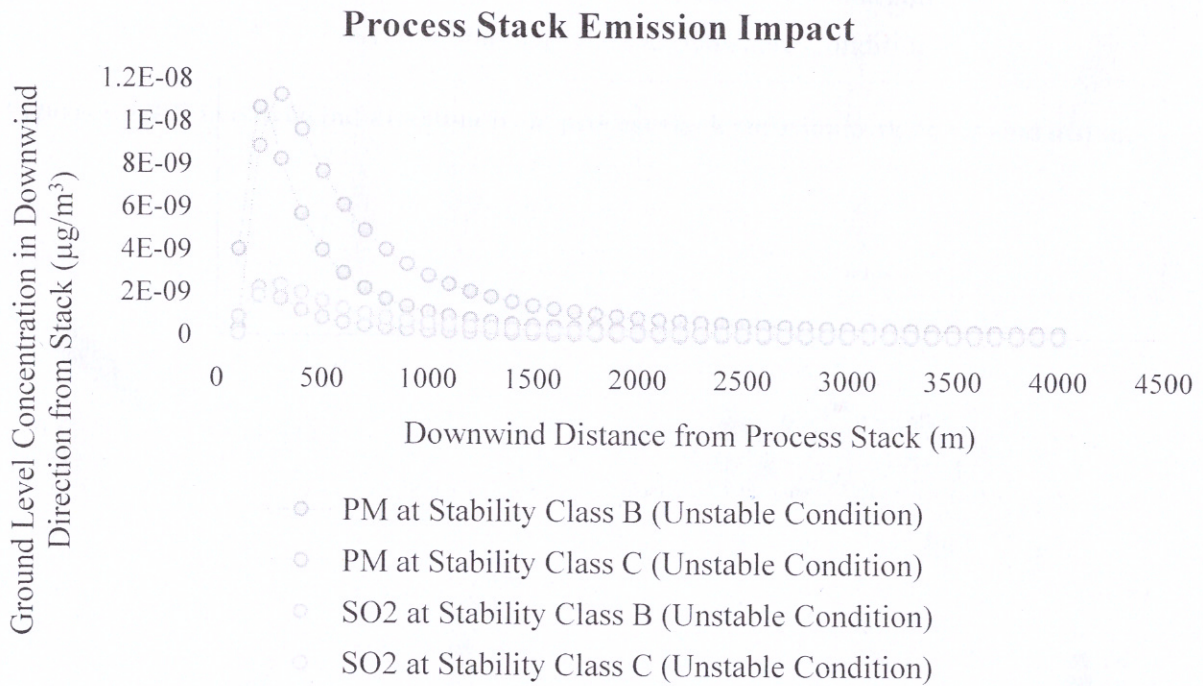 Process Stack Emission Impact
Ground Level Concentration in Downwind
Direction from Stack (µg/m³)
1.2E-08
1E-08
8E-09
6E-09
4E-09
2E-09
0
0 500 1000 1500 2000 2500 3000 3500 4000 4500
Downwind Distance from Process Stack (m)
PM at Stability Class B (Unstable Condition)
PM at Stability Class C (Unstable Condition)
SO2 at Stability Class B (Unstable Condition)
SO2 at Stability Class C (Unstable Condition)